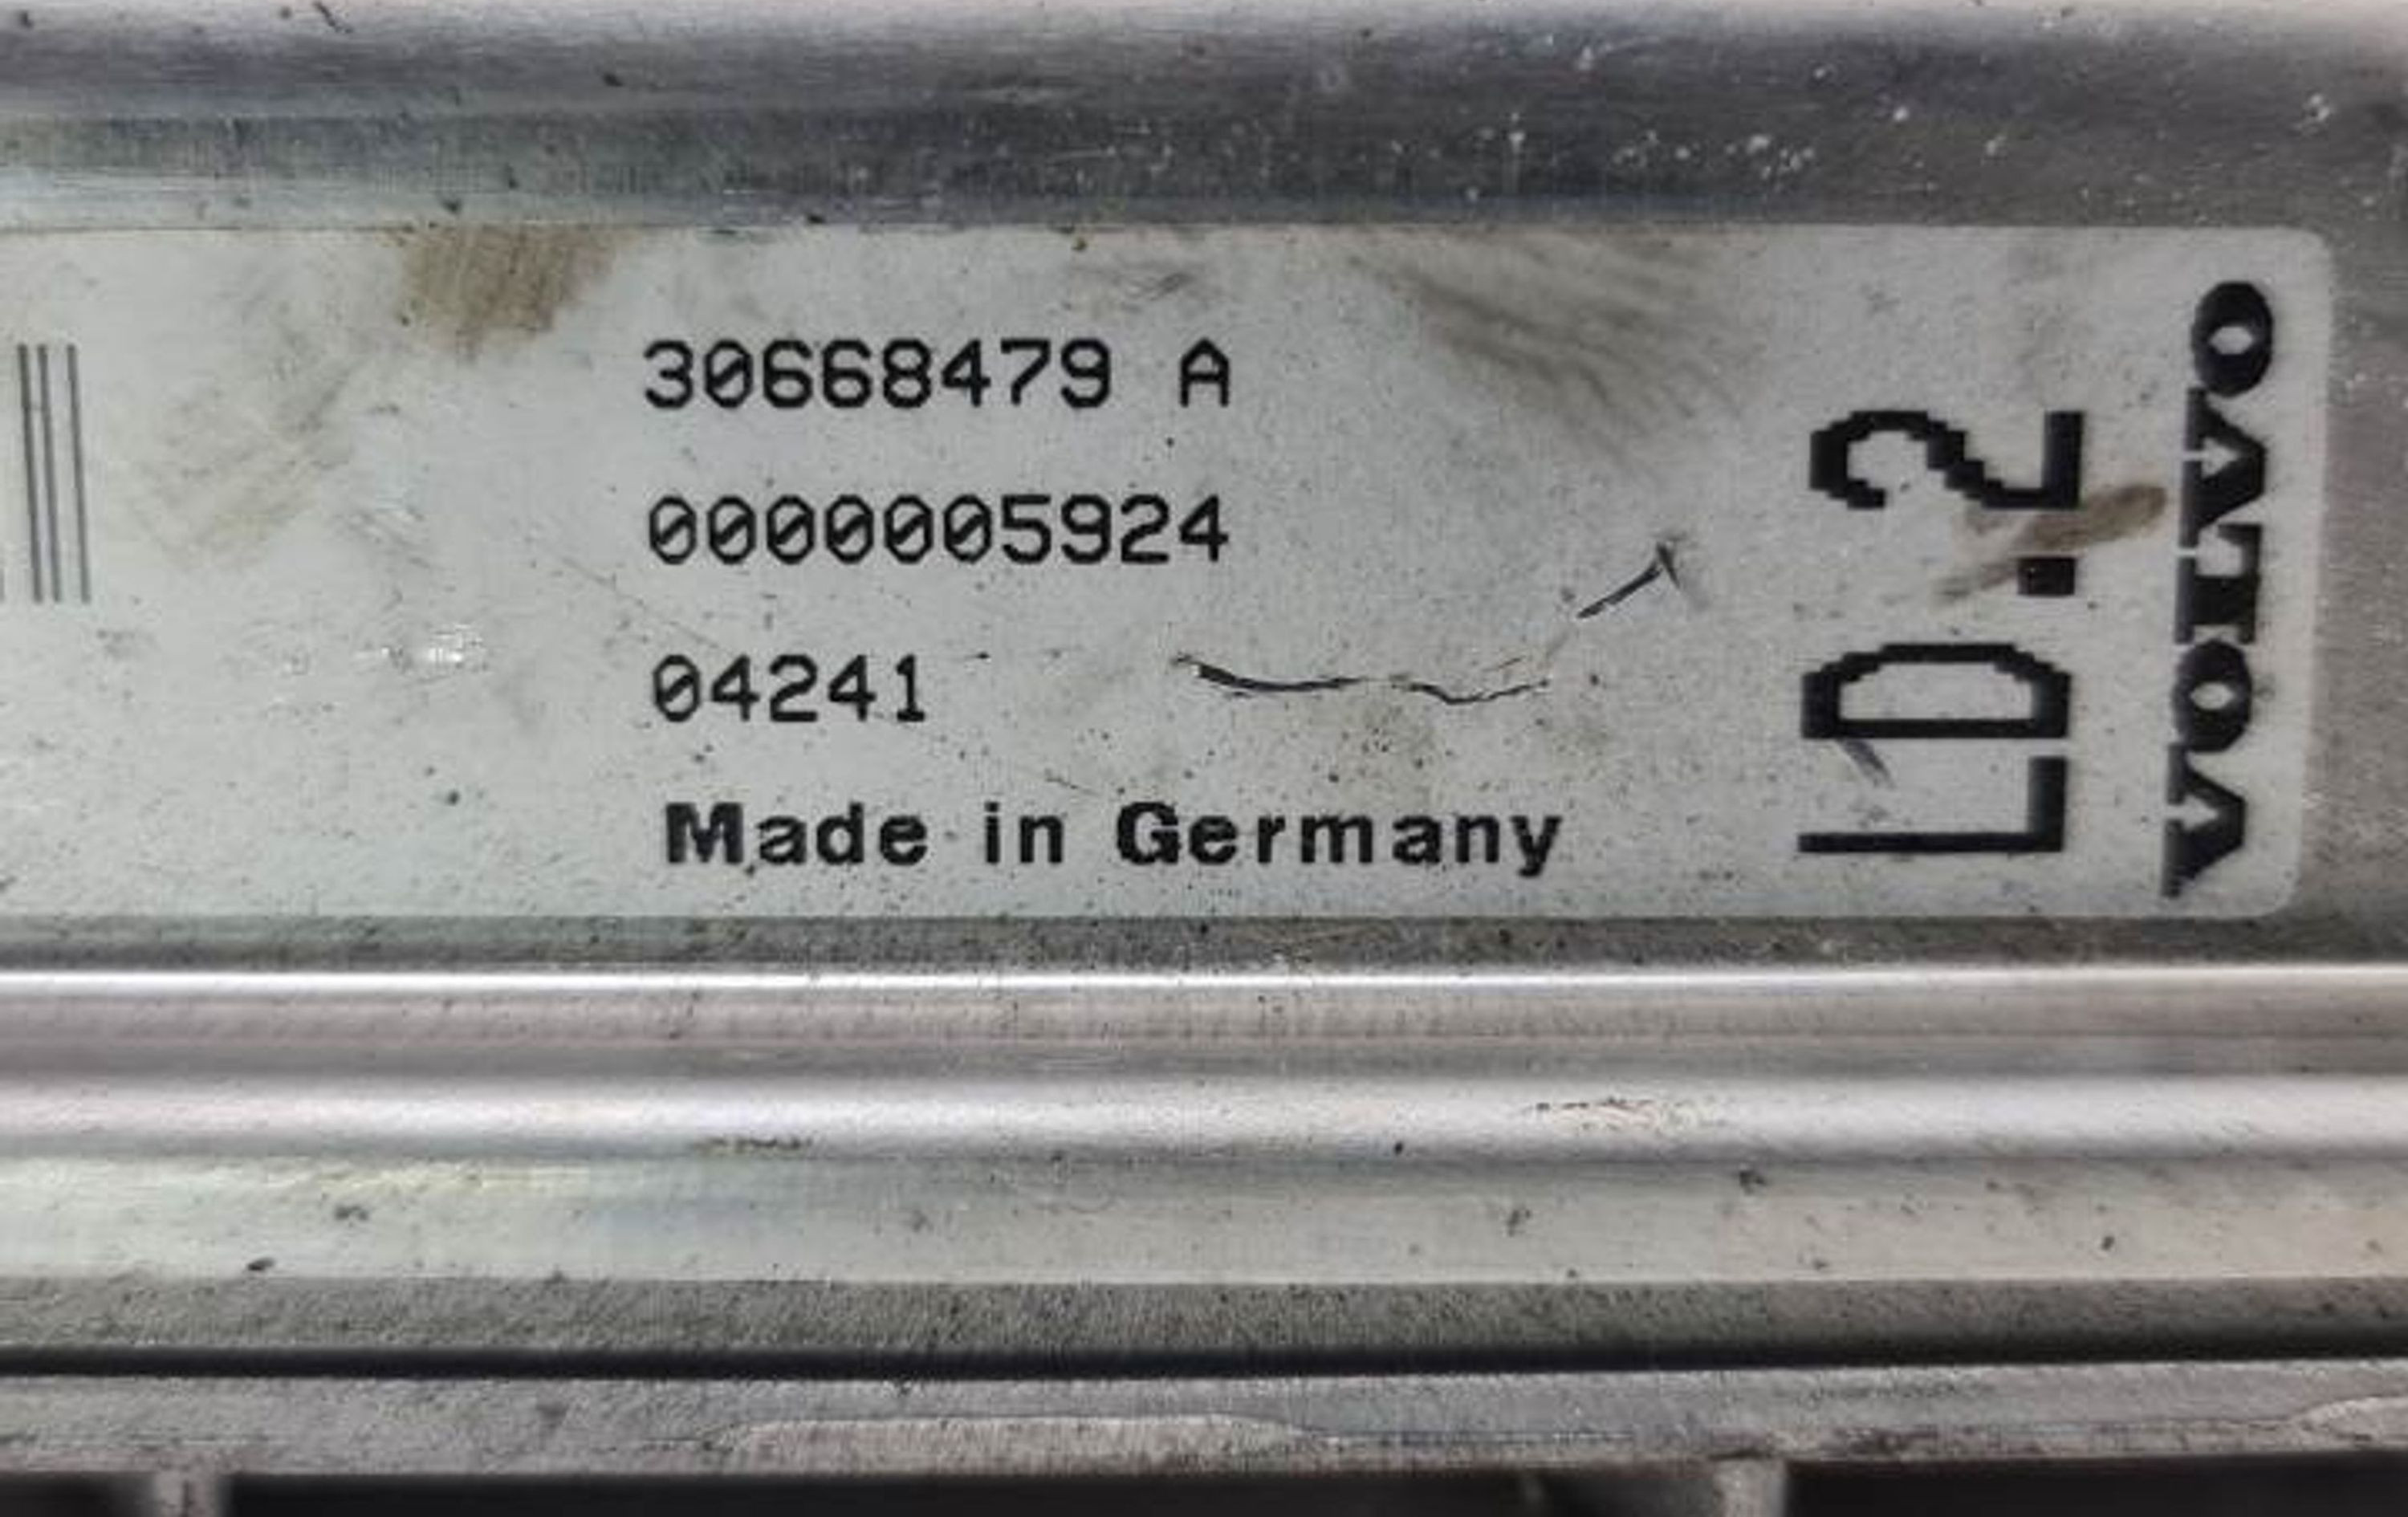 30668479 A
0000005924
04241
Made in Germany
LD.2
VOLVO